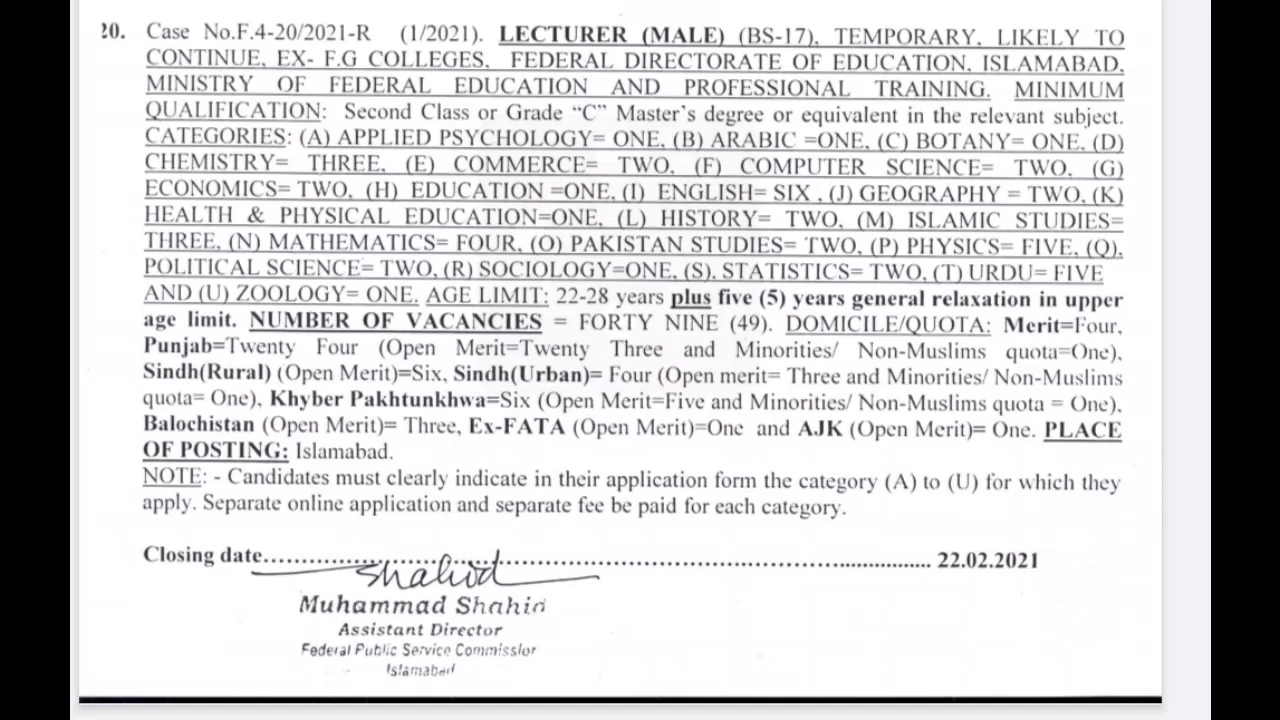 20. Case No.F.4-20/2021-R (1/2021). LECTURER (MALE) (BS-17), TEMPORARY, LIKELY TO
CONTINUE, EX- F.G COLLEGES, FEDERAL DIRECTORATE OF EDUCATION, ISLAMABAD,
MINISTRY OF FEDERAL EDUCATION AND PROFESSIONAL TRAINING. MINIMUM
QUALIFICATION: Second Class or Grade “C” Master’s degree or equivalent in the relevant subject.
CATEGORIES: (A) APPLIED PSYCHOLOGY= ONE, (B) ARABIC =ONE, (C) BOTANY= ONE, (D)
CHEMISTRY= THREE, (E) COMMERCE= TWO, (F) COMPUTER SCIENCE= TWO, (G)
ECONOMICS= TWO, (H) EDUCATION =ONE, (I) ENGLISH= SIX , (J) GEOGRAPHY = TWO, (K)
HEALTH & PHYSICAL EDUCATION=ONE, (L) HISTORY= TWO, (M) ISLAMIC STUDIES=
THREE, (N) MATHEMATICS= FOUR, (O) PAKISTAN STUDIES= TWO, (P) PHYSICS= FIVE, (Q),
POLITICAL SCIENCE= TWO, (R) SOCIOLOGY=ONE, (S), STATISTICS= TWO, (T) URDU= FIVE
AND (U) ZOOLOGY= ONE. AGE LIMIT: 22-28 years plus five (5) years general relaxation in upper
age limit. NUMBER OF VACANCIES = FORTY NINE (49). DOMICILE/QUOTA: Merit=Four,
Punjab=Twenty Four (Open Merit=Twenty Three and Minorities/ Non-Muslims quota=One),
Sindh(Rural) (Open Merit)=Six, Sindh(Urban)= Four (Open merit= Three and Minorities/ Non-Muslims
quota= One), Khyber Pakhtunkhwa=Six (Open Merit=Five and Minorities/ Non-Muslims quota = One),
Balochistan (Open Merit)= Three, Ex-FATA (Open Merit)=One and AJK (Open Merit)= One. PLACE
OF POSTING: Islamabad.
NOTE: - Candidates must clearly indicate in their application form the category (A) to (U) for which they
apply. Separate online application and separate fee be paid for each category.
Closing date................................................................................ 22.02.2021
Shahid
Muhammad Shahid
Assistant Director
Federal Public Service Commission
Islamabad